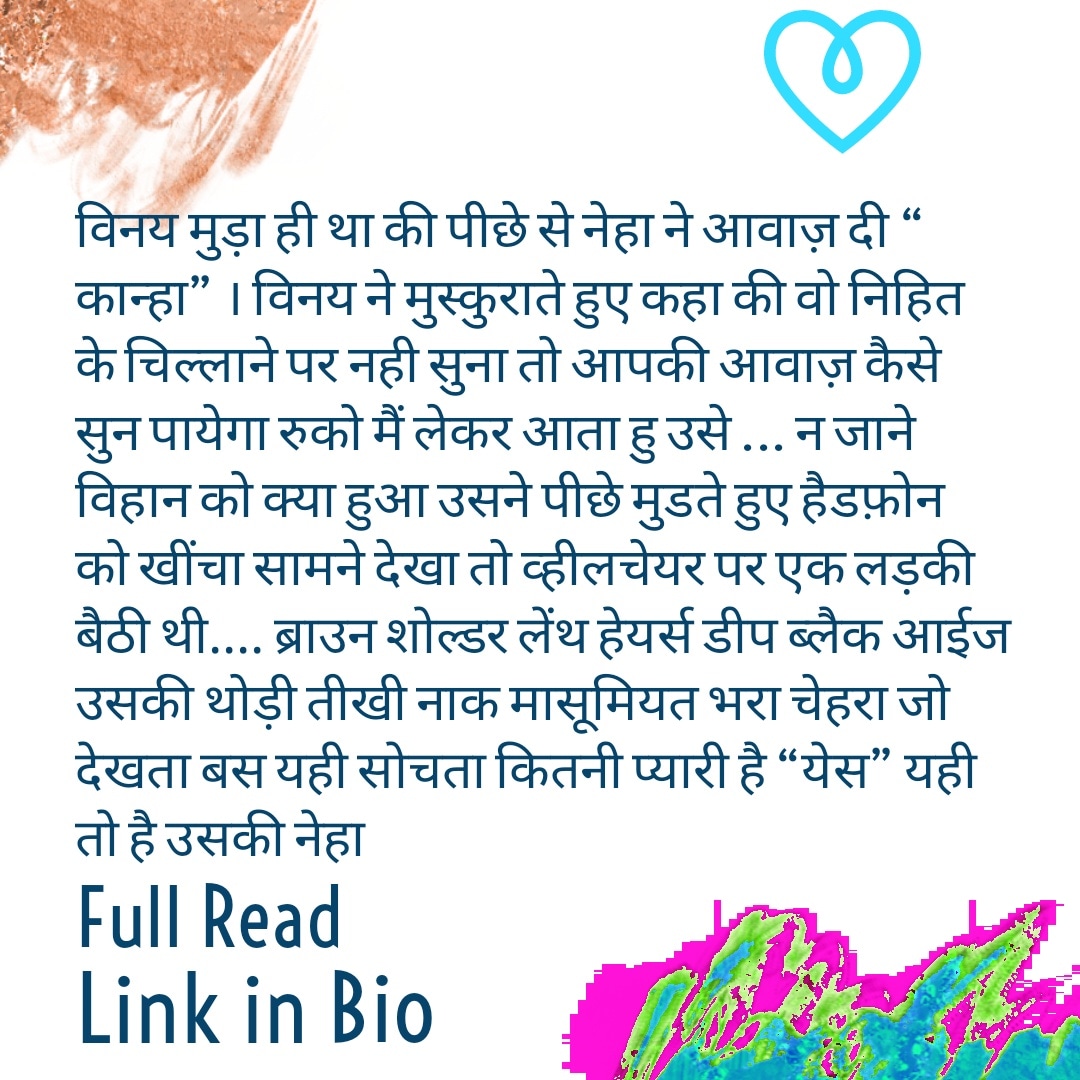 विनय मुड़ा ही था की पीछे से नेहा ने आवाज़ दी “
कान्हा” । विनय ने मुस्कुराते हुए कहा की वो निहित
के चिल्लाने पर नही सुना तो आपकी आवाज़ कैसे
सुन पायेगा रुको मैं लेकर आता हु उसे ... न जाने
विहान को क्या हुआ उसने पीछे मुडते हुए हैडफ़ोन
को खींचा सामने देखा तो व्हीलचेयर पर एक लड़की
बैठी थी.... ब्राउन शोल्डर लेंथ हेयर्स डीप ब्लैक आईज
उसकी थोड़ी तीखी नाक मासूमियत भरा चेहरा जो
देखता बस यही सोचता कितनी प्यारी है “येस” यही
तो है उसकी नेहा
Full Read
Link in Bio